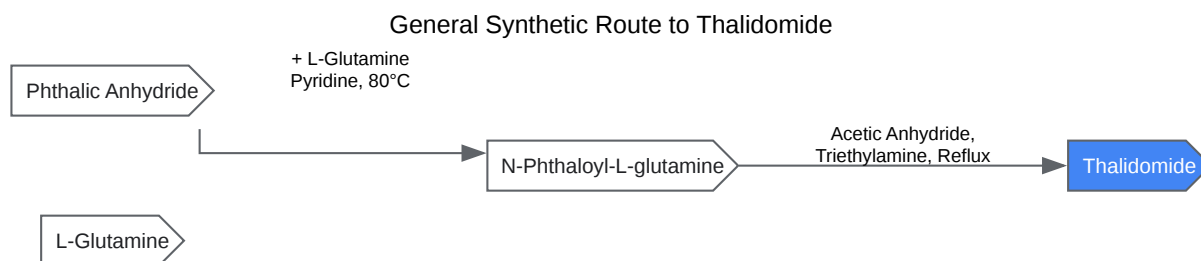 General Synthetic Route to Thalidomide
+ L-Glutamine
Pyridine, 80°C
Phthalic Anhydride
Acetic Anhydride,
Triethylamine, Reflux
N-Phthaloyl-L-glutamine
Thalidomide
L-Glutamine